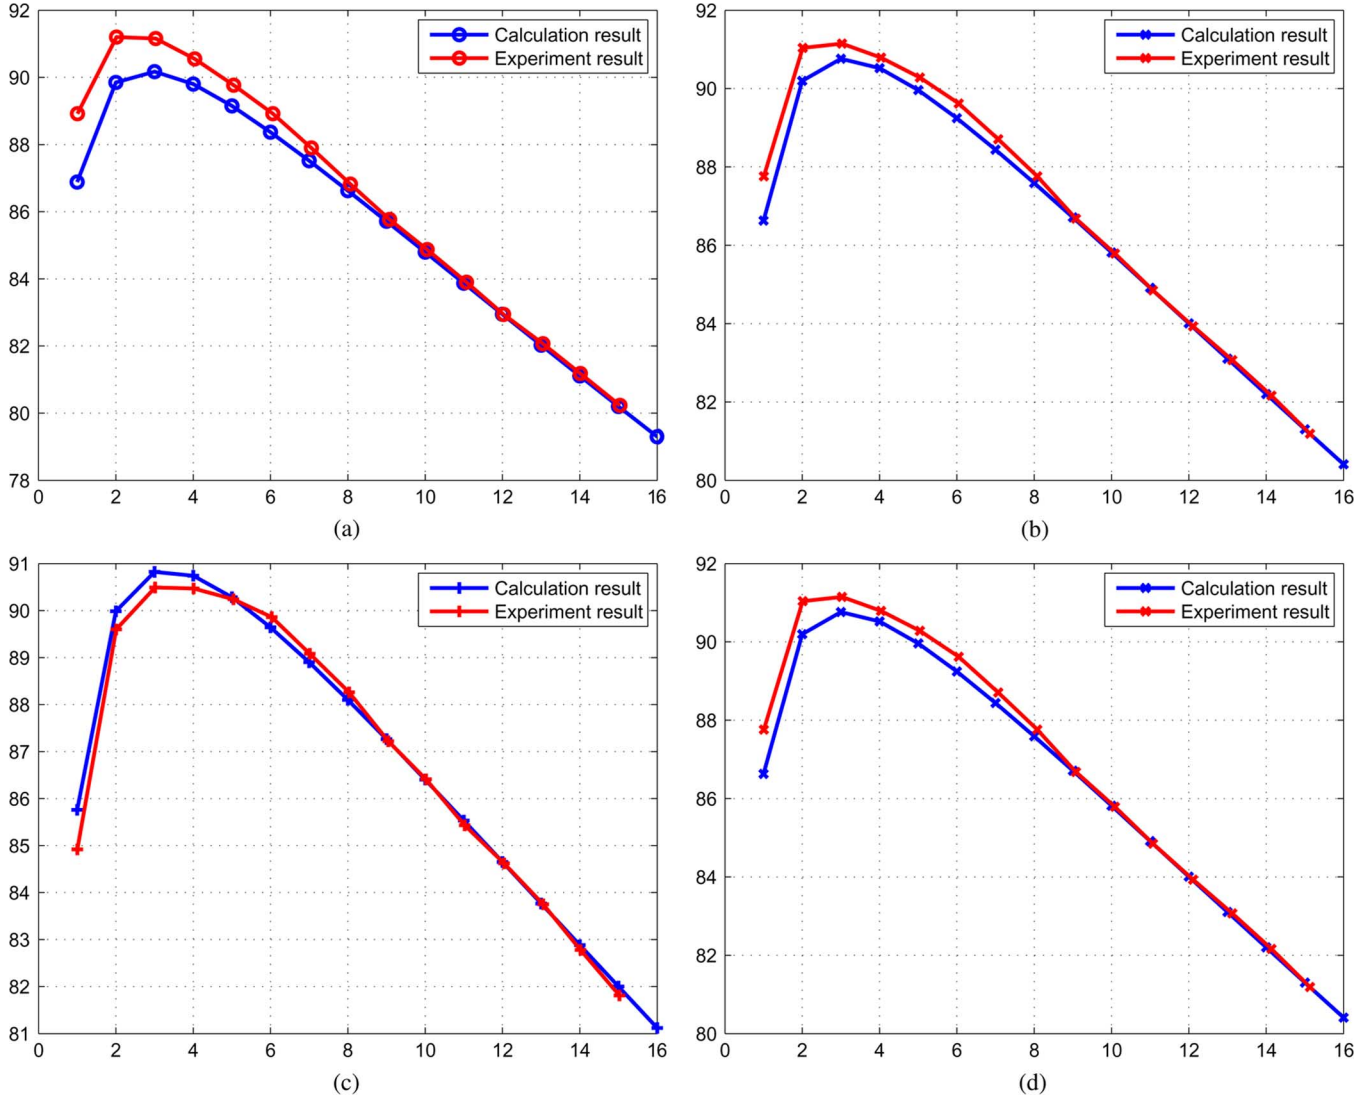 92
90
88
86
84
82
80
78
0 2 4 6 8 10 12 14 16
Calculation result
Experiment result
(a)
92
90
88
86
84
82
80
0 2 4 6 8 10 12 14 16
Calculation result
Experiment result
(b)
91
90
89
88
87
86
85
84
83
82
81
0 2 4 6 8 10 12 14 16
Calculation result
Experiment result
(c)
92
90
88
86
84
82
80
0 2 4 6 8 10 12 14 16
Calculation result
Experiment result
(d)